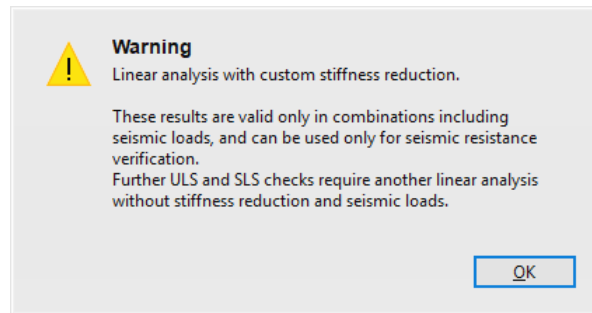 Warning
Linear analysis with custom stiffness reduction.
These results are valid only in combinations including
seismic loads, and can be used only for seismic resistance
verification.
Further ULS and SLS checks require another linear analysis
without stiffness reduction and seismic loads.
OK